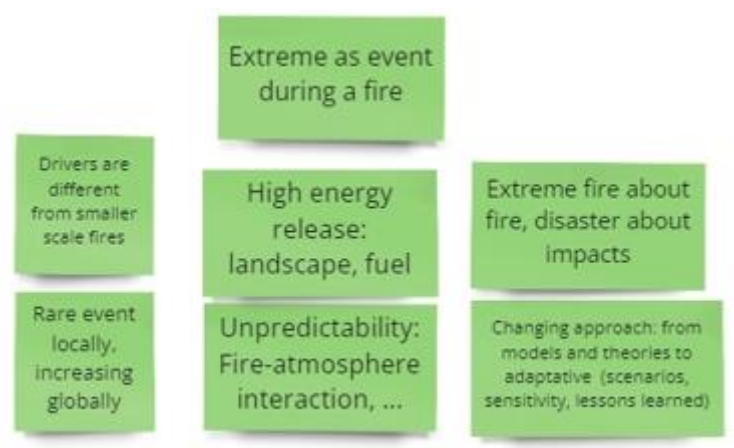 Extreme as event
during a fire
Drivers are
different
from smaller
scale fires
High energy
release:
landscape, fuel
Extreme fire about
fire, disaster about
impacts
Rare event
locally,
increasing
globally
Unpredictability:
Fire-atmosphere
interaction, ...
Changing approach: from
models and theories to
adaptative (scenarios,
sensitivity, lessons learned)